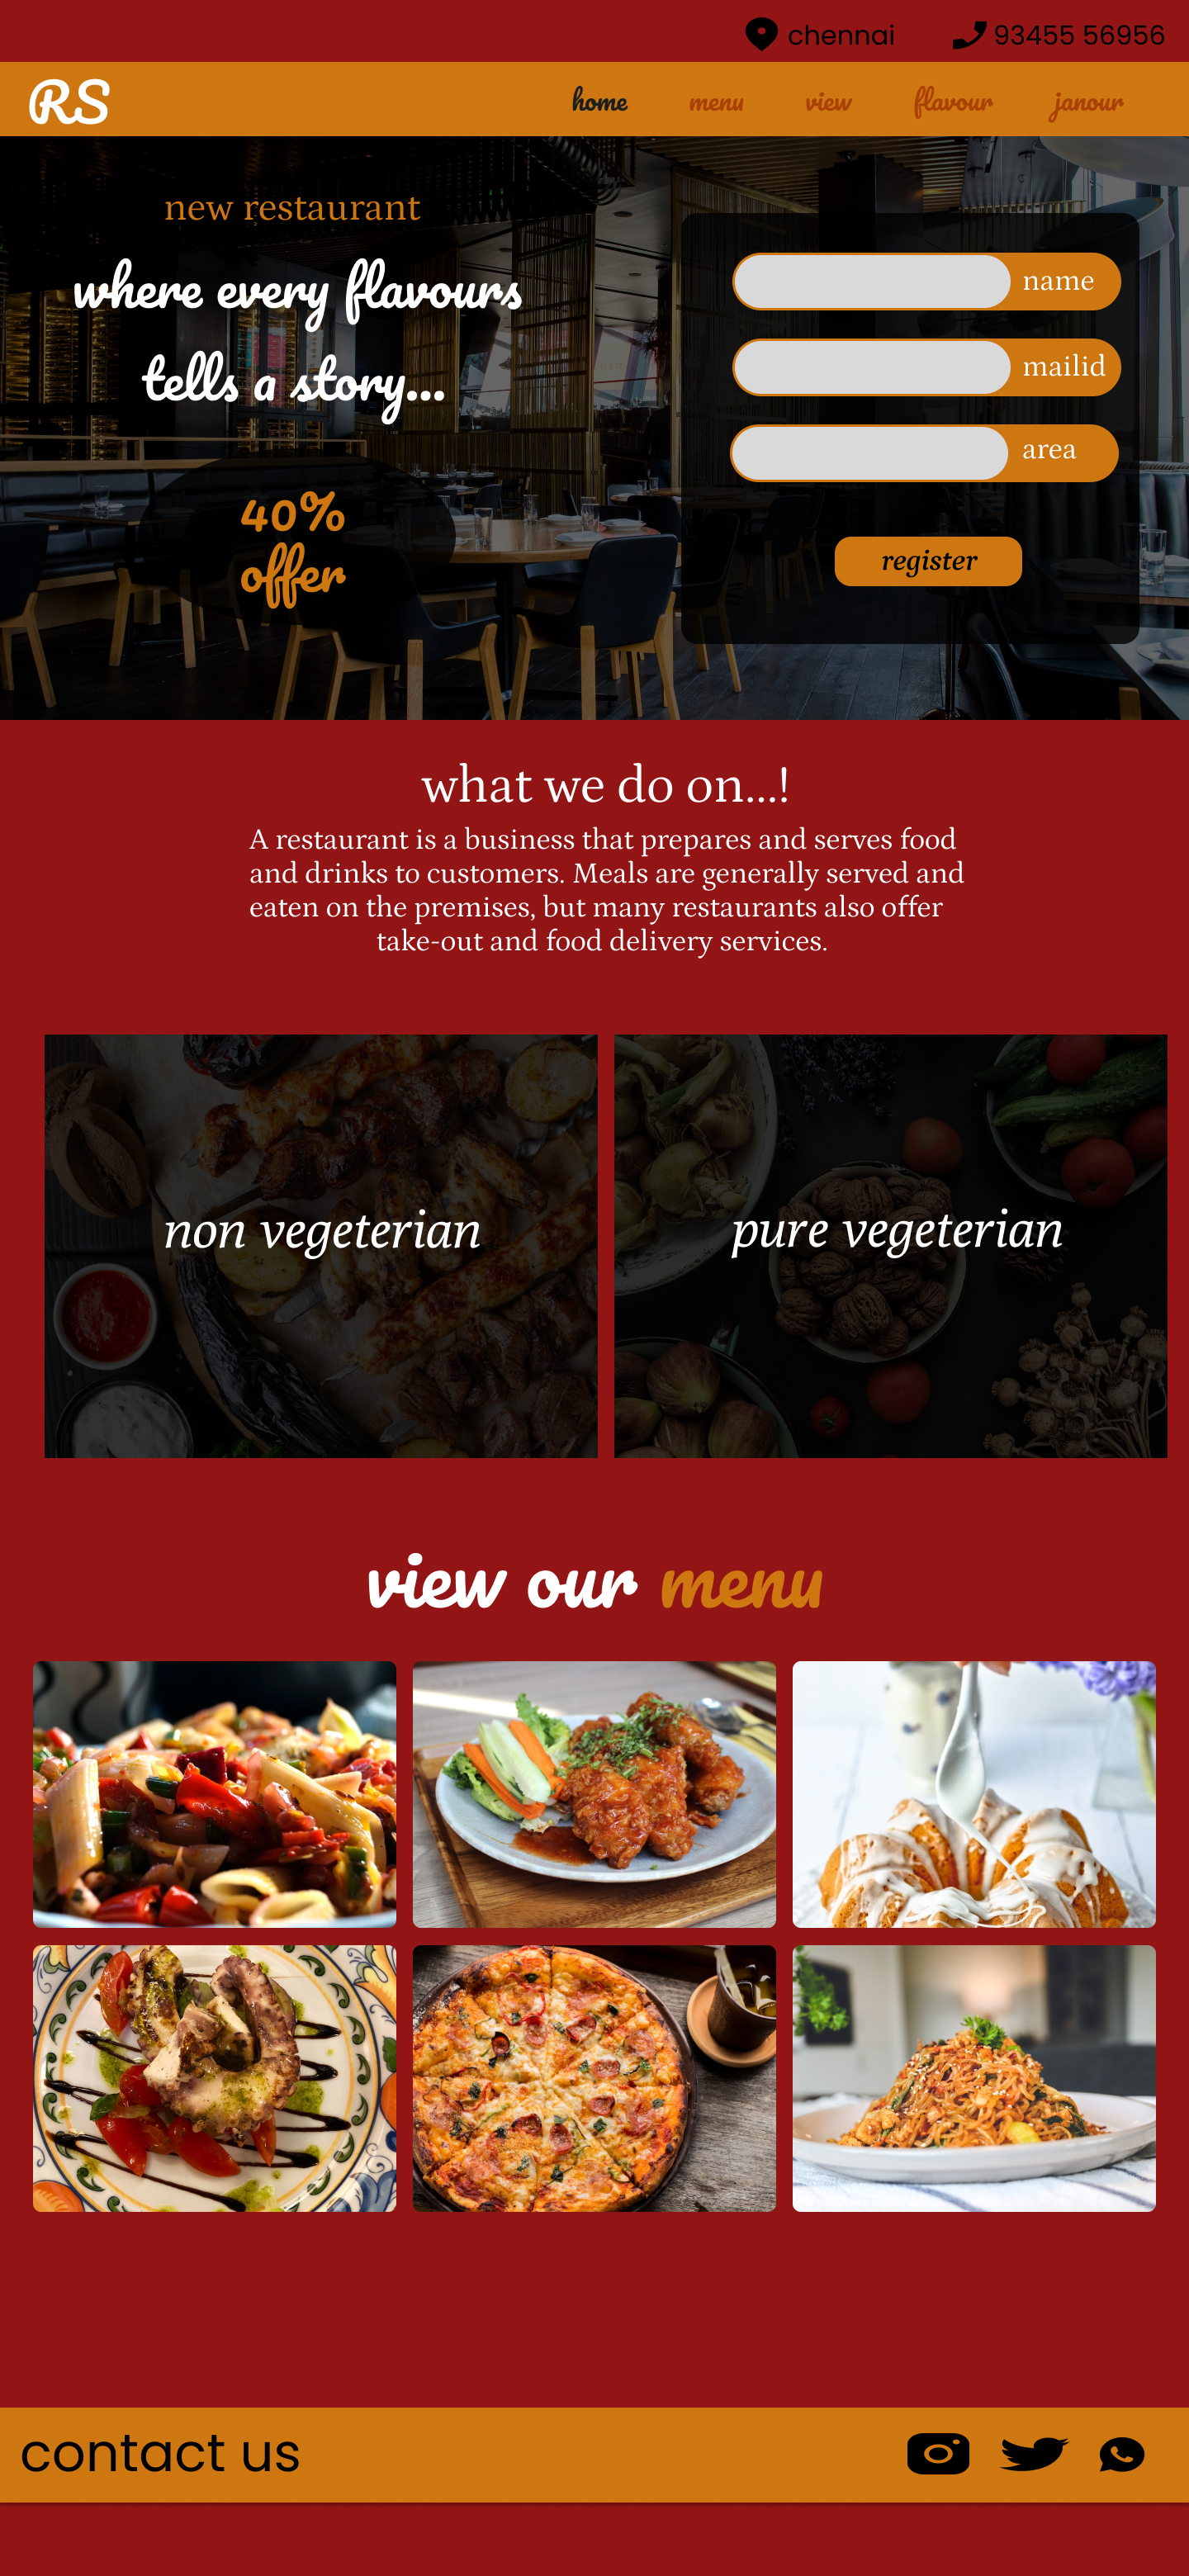 chennai 93455 56956
RS home menu view flavour janour
new restaurant
where every flavours
tells a story...
40%
offer
name
mailid
area
register
what we do on...!
A restaurant is a business that prepares and serves food
and drinks to customers. Meals are generally served and
eaten on the premises, but many restaurants also offer
take-out and food delivery services.
non vegeterian
pure vegeterian
view our menu
contact us